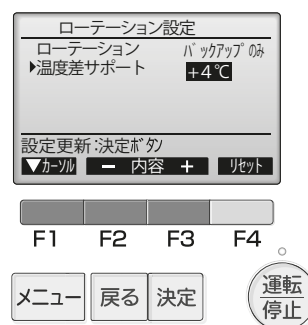 ローテーション設定
ローテーション バックアップのみ
▶温度差サポート +4℃
設定更新:決定ボタン
▼カーソル − 内容 + リセット
F1 F2 F3 F4
メニュー 戻る 決定 運転/停止